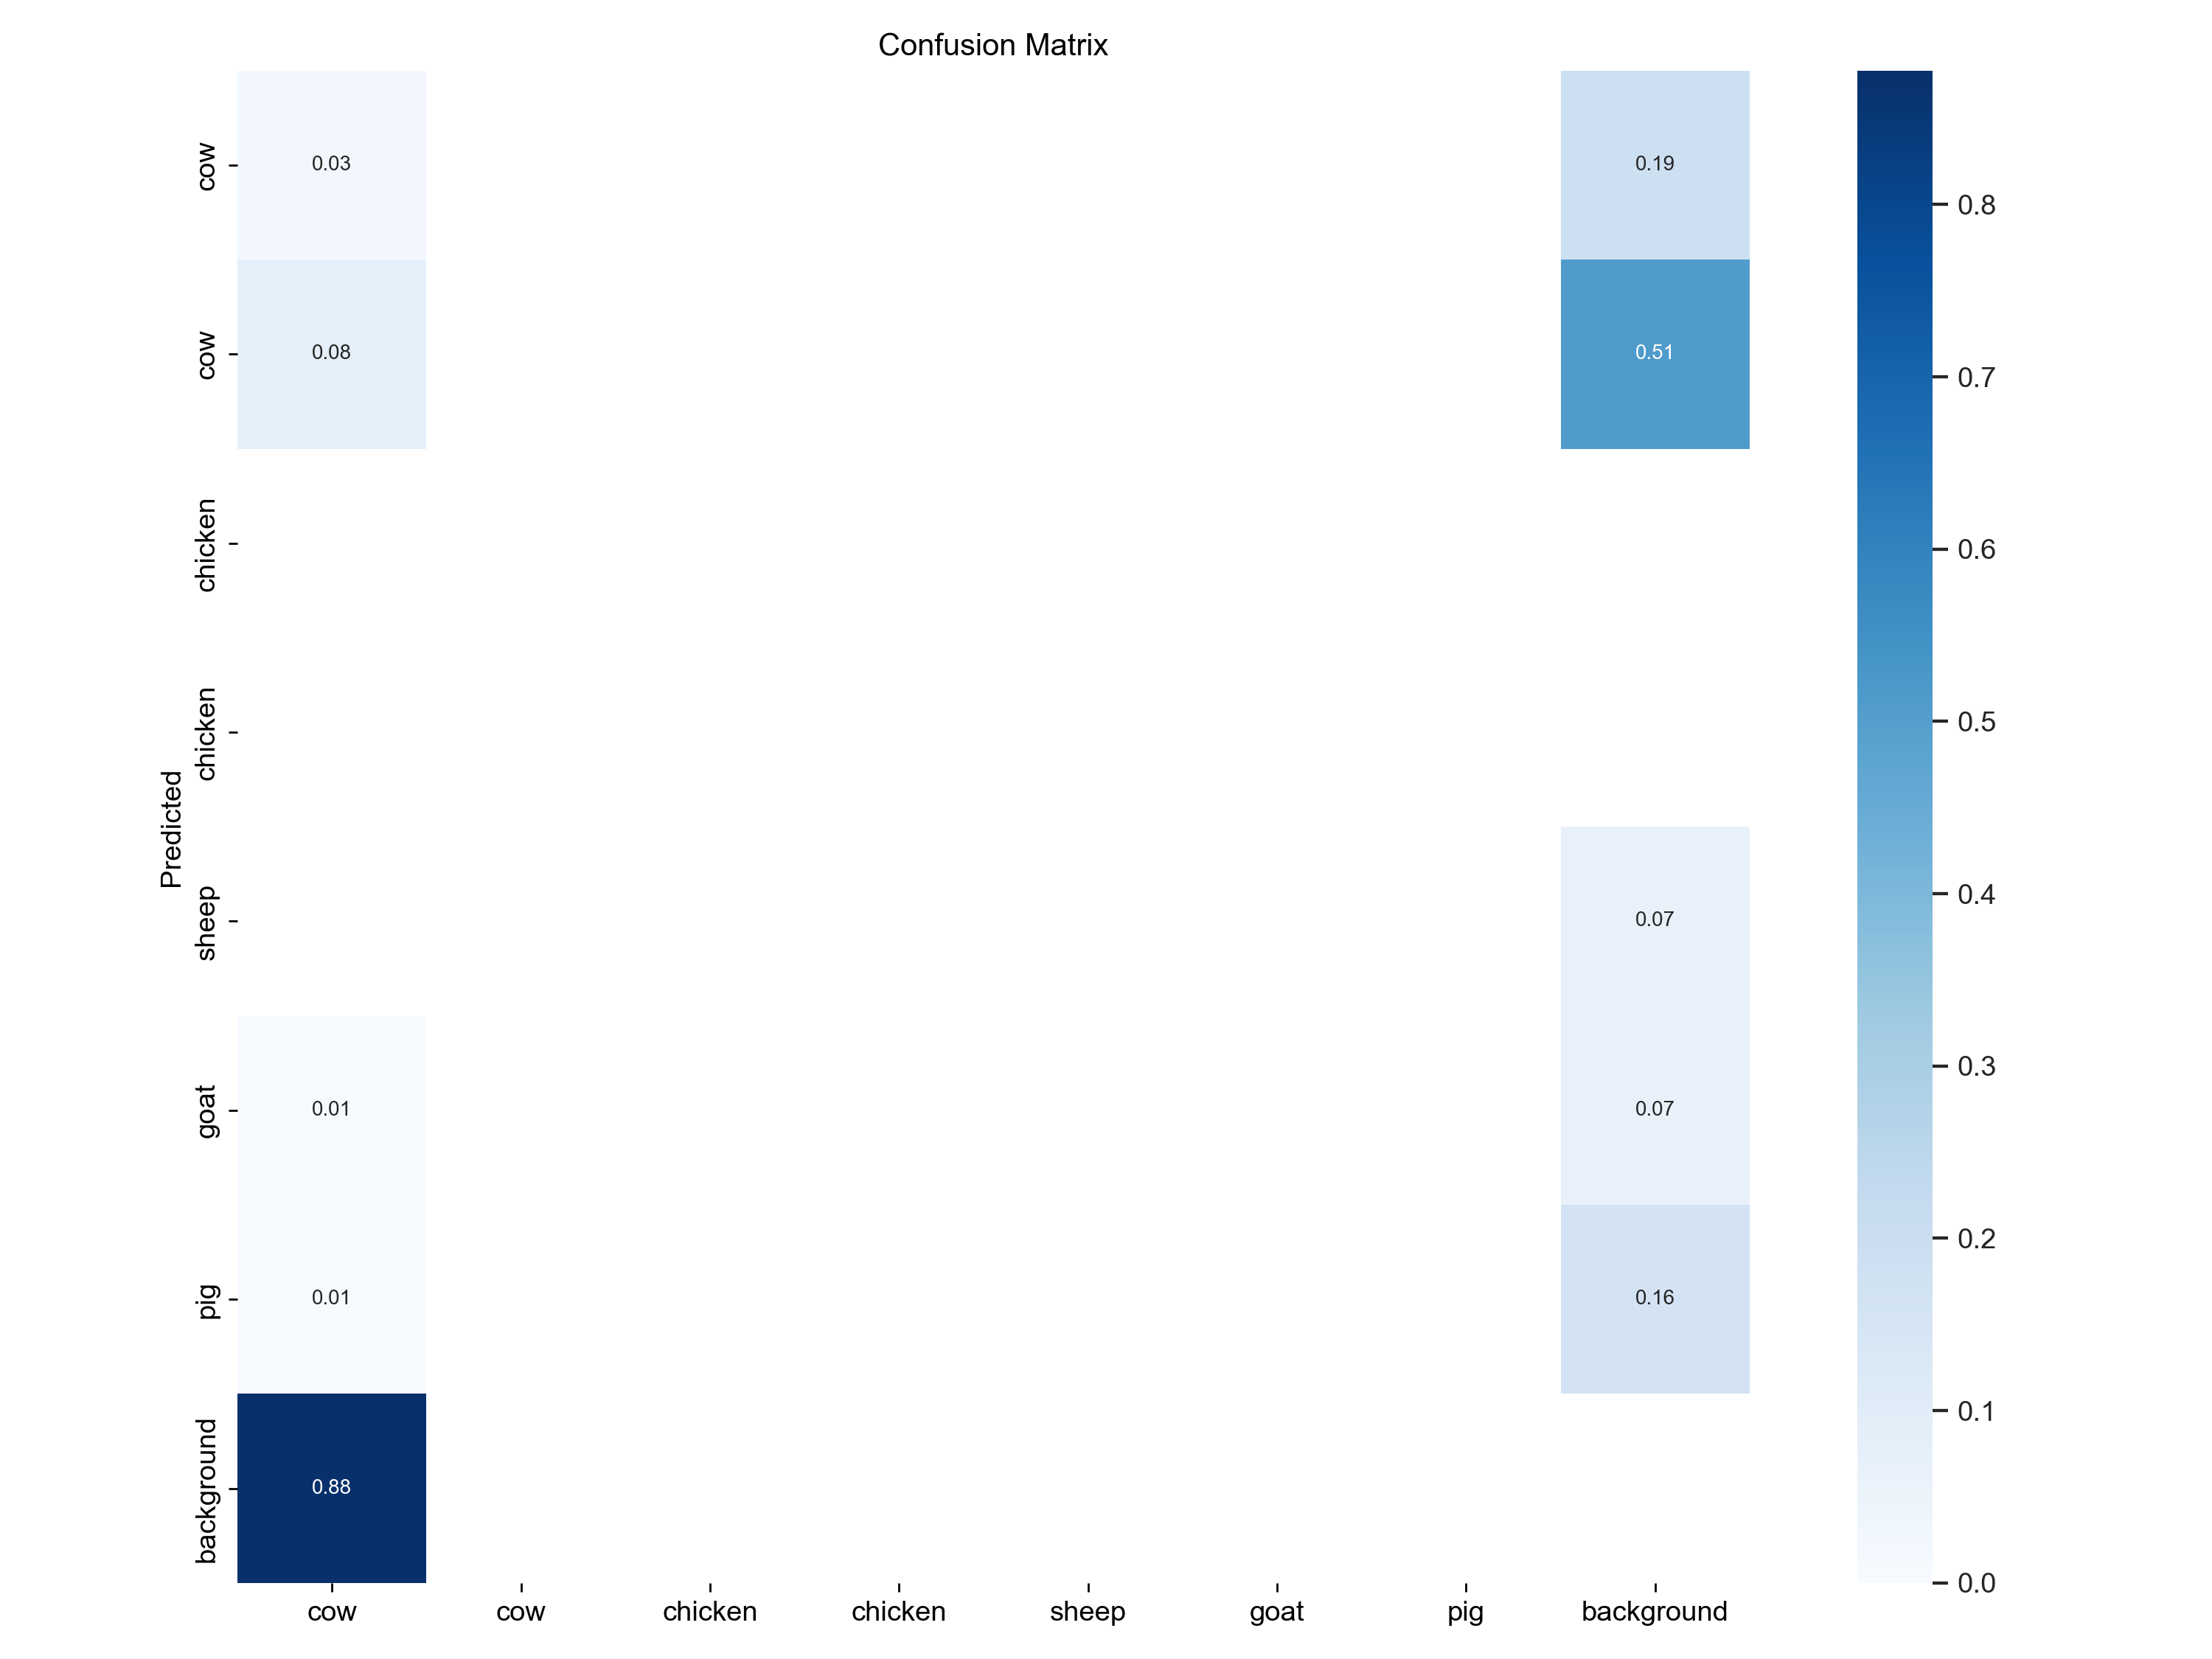 Confusion Matrix
cow 0.03 0.19
cow 0.08 0.51
chicken
chicken
sheep 0.07
goat 0.01 0.07
pig 0.01 0.16
background 0.88
Predicted
cow cow chicken chicken sheep goat pig background
0.8
0.7
0.6
0.5
0.4
0.3
0.2
0.1
0.0